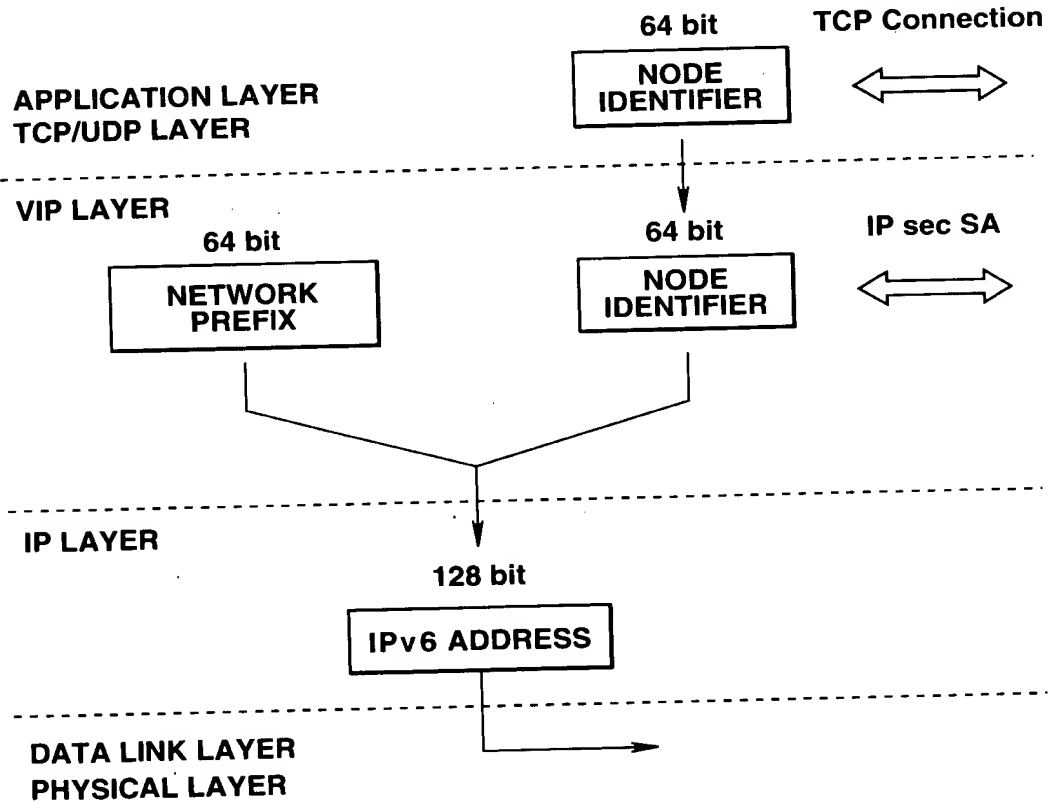 64 bit
TCP Connection
NODE
IDENTIFIER
APPLICATION LAYER
TCP/UDP LAYER
VIP LAYER
64 bit
64 bit
IP sec SA
NETWORK
PREFIX
NODE
IDENTIFIER
IP LAYER
128 bit
IPv6 ADDRESS
DATA LINK LAYER
PHYSICAL LAYER